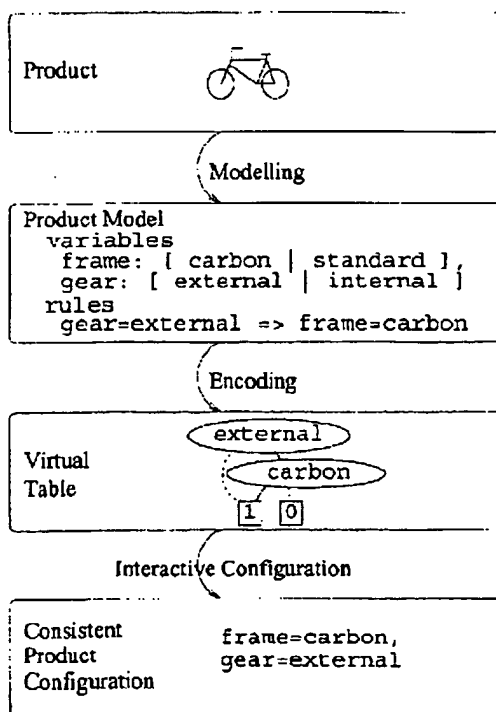 Product
Modelling
Product Model
variables
frame: [ carbon | standard ],
gear: [ external | internal ]
rules
gear=external => frame=carbon
Encoding
external
Virtual
Table
carbon
1 0
Interactive Configuration
Consistent
Product
Configuration
frame=carbon,
gear=external